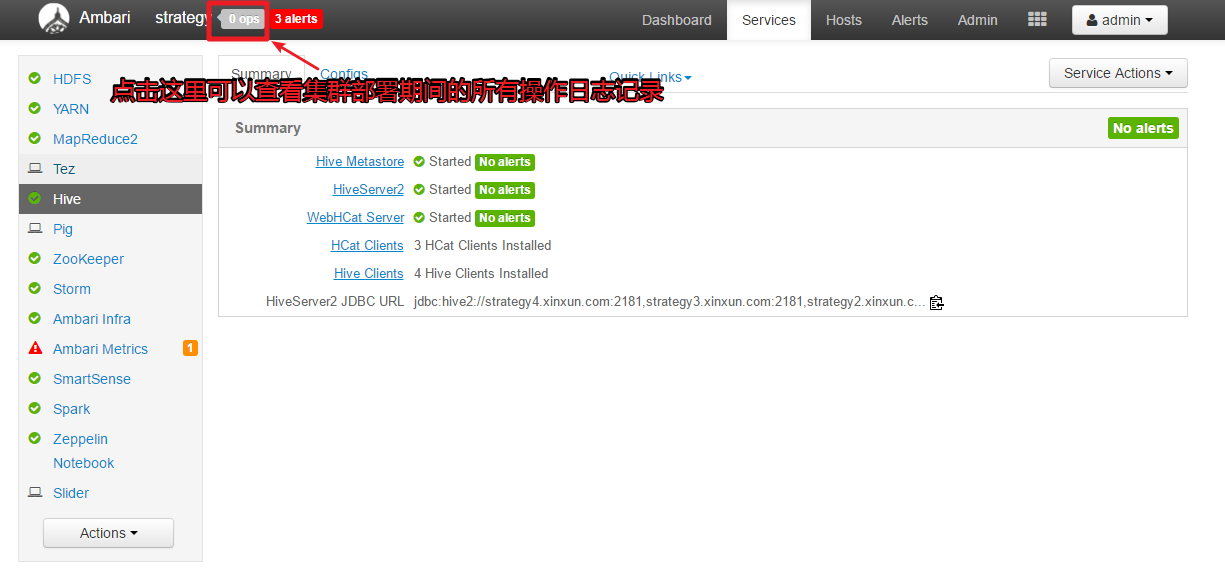 Ambari strategy 0 ops 3 alerts Dashboard Services Hosts Alerts Admin admin
HDFS
YARN
MapReduce2
Tez
Hive
Pig
ZooKeeper
Storm
Ambari Infra
Ambari Metrics 1
SmartSense
Spark
Zeppelin
Notebook
Slider
Actions
Summary Configs Quick Links Service Actions
点击这里可以查看集群部署期间的所有操作日志记录
Summary No alerts
Hive Metastore Started No alerts
HiveServer2 Started No alerts
WebHCat Server Started No alerts
HCat Clients 3 HCat Clients Installed
Hive Clients 4 Hive Clients Installed
HiveServer2 JDBC URL jdbc:hive2://strategy4.xinxun.com:2181,strategy3.xinxun.com:2181,strategy2.xinxun.c...